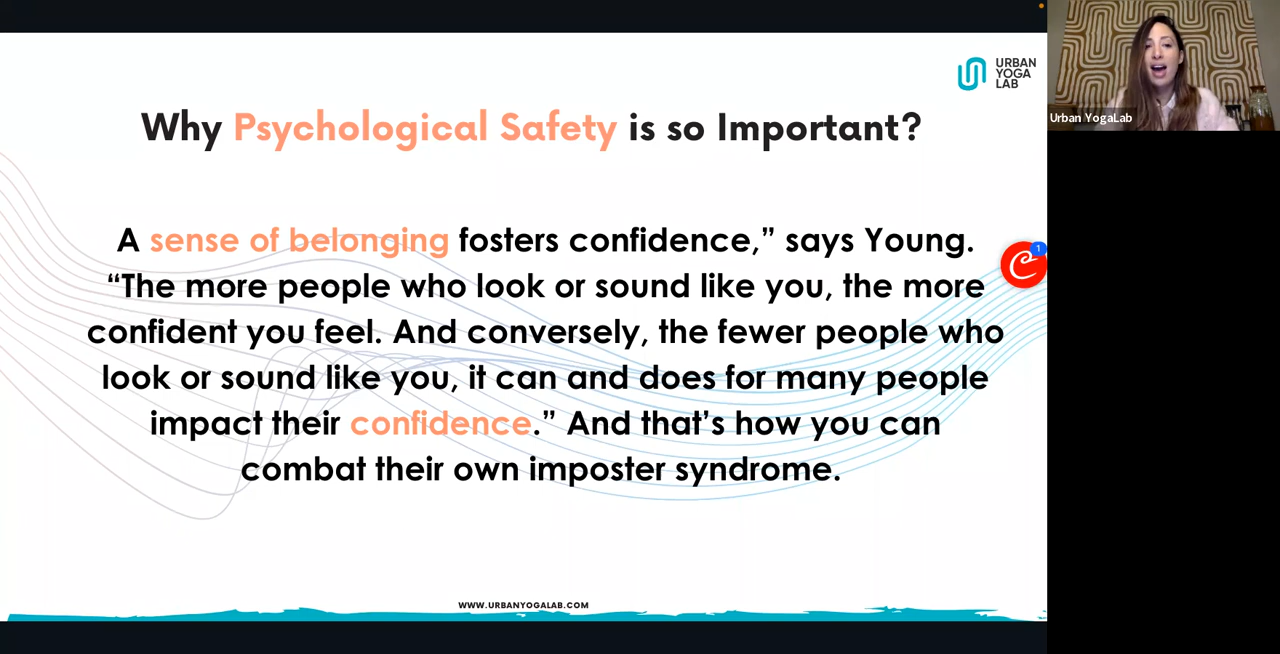 URBAN
YOGA
LAB
Why Psychological Safety is so Important?
A sense of belonging fosters confidence,” says Young.
“The more people who look or sound like you, the more
confident you feel. And conversely, the fewer people who
look or sound like you, it can and does for many people
impact their confidence.” And that’s how you can
combat their own imposter syndrome.
WWW.URBANYOGALAB.COM
Urban YogaLab
1